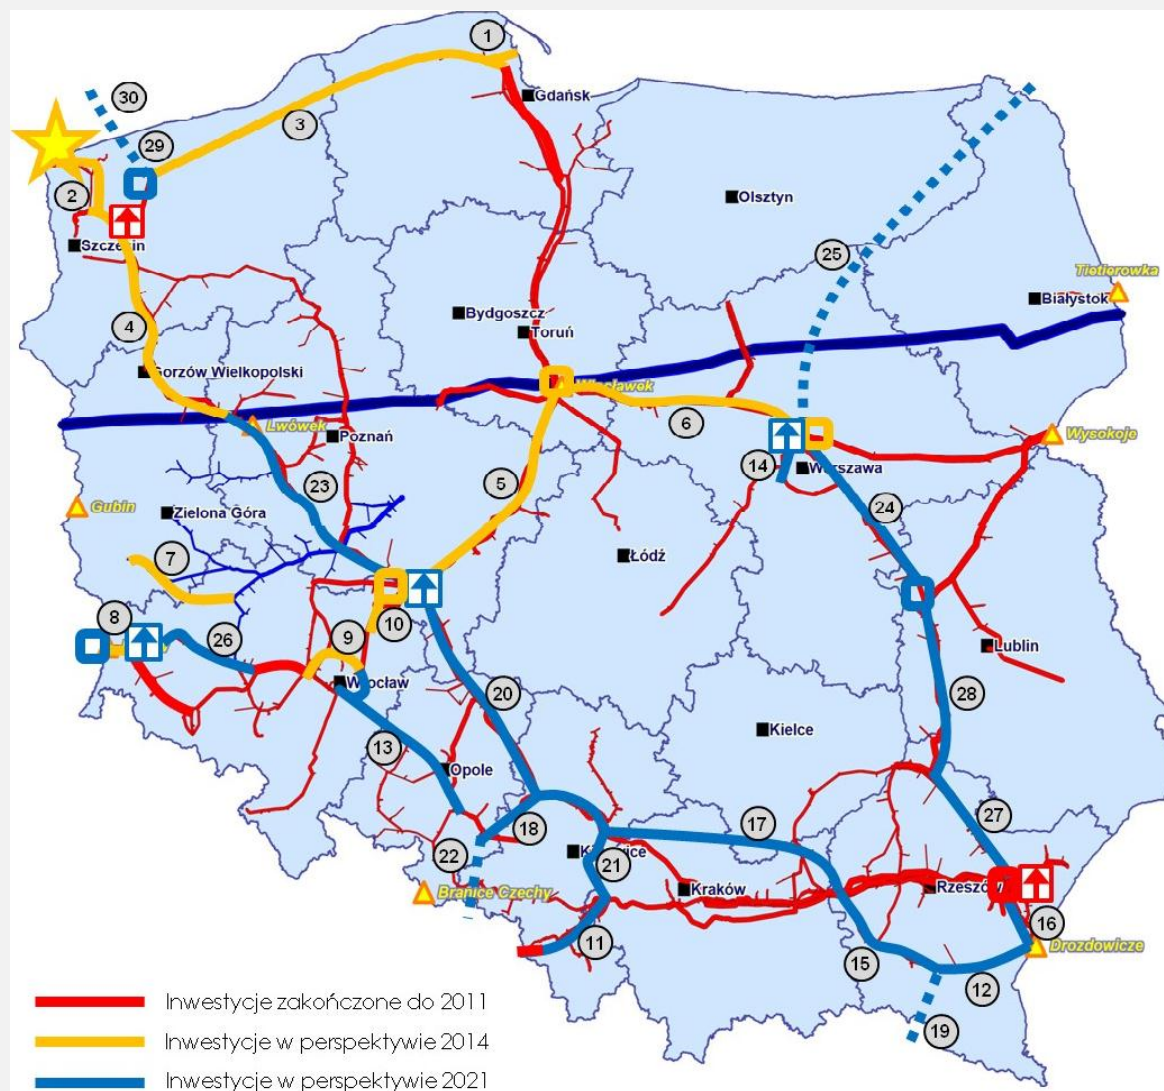 1
30
Gdańsk
3
29
2
Olsztyn
Szczecin
25
Tietierowka
Białystok
Bydgoszcz
4
Toruń
Gorzów Wielkopolski
Włocławek
6
Lwówek
Poznań
Wysokoje
14
Warszawa
5
23
Gubin
Zielona Góra
24
7
Łódź
8
10
26
9
Lublin
Wrocław
20
28
Kielce
13
Opole
17
18
27
22
Katowice
21
Branice Czechy
Kraków
Rzeszów
16
11
15
Drozdowicze
12
19
Inwestycje zakończone do 2011
Inwestycje w perspektywie 2014
Inwestycje w perspektywie 2021